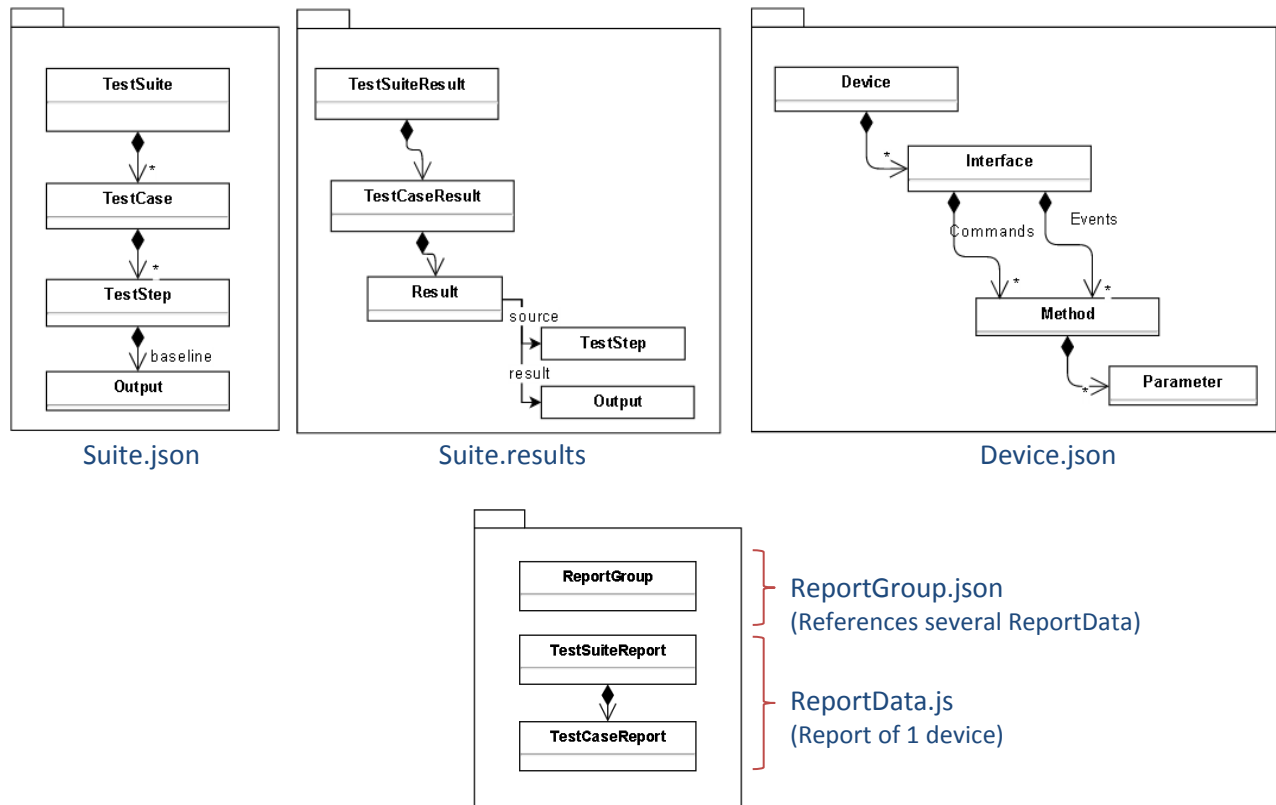 TestSuite
*
TestCase
*
TestStep
baseline
Output
Suite.json
TestSuiteResult
TestCaseResult
Result
source
TestStep
result
Output
Suite.results
Device
*
Interface
Commands
Events
*
*
Method
*
Parameter
Device.json
ReportGroup
TestSuiteReport
TestCaseReport
ReportGroup.json
(References several ReportData)
ReportData.js
(Report of 1 device)